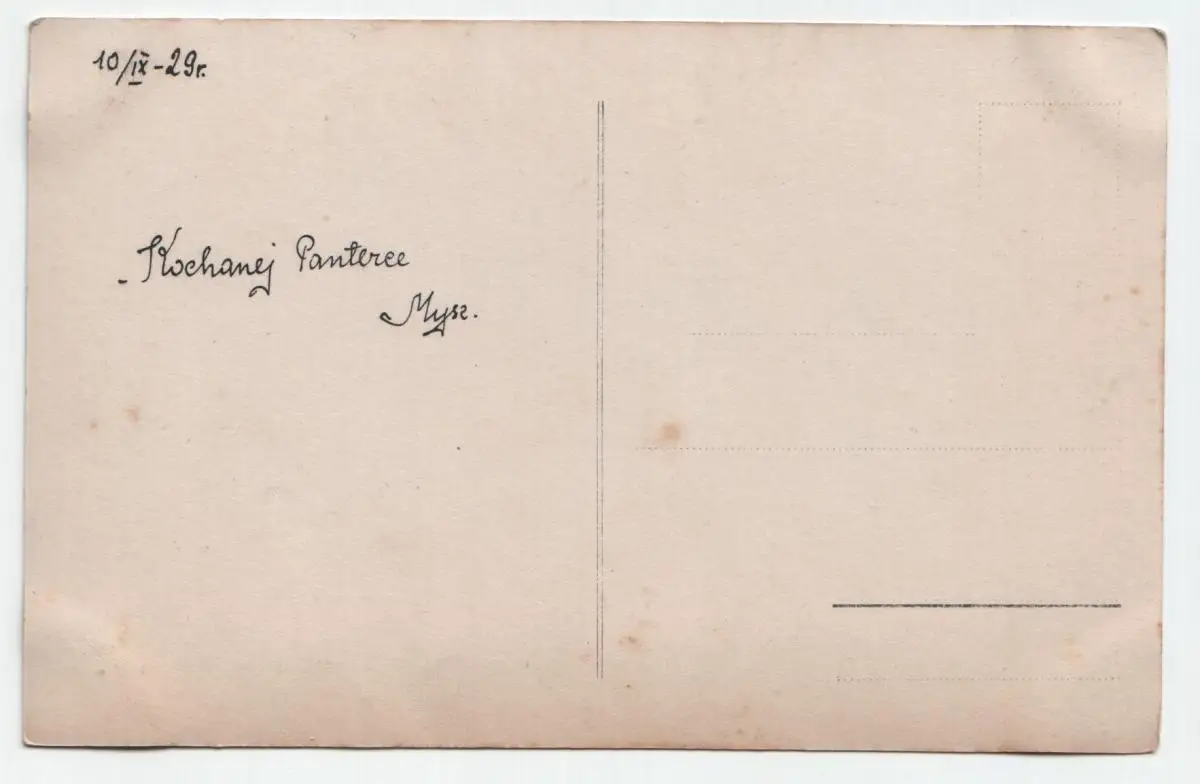 10/IX-29r.
Kochanej Panterce
Mysz.